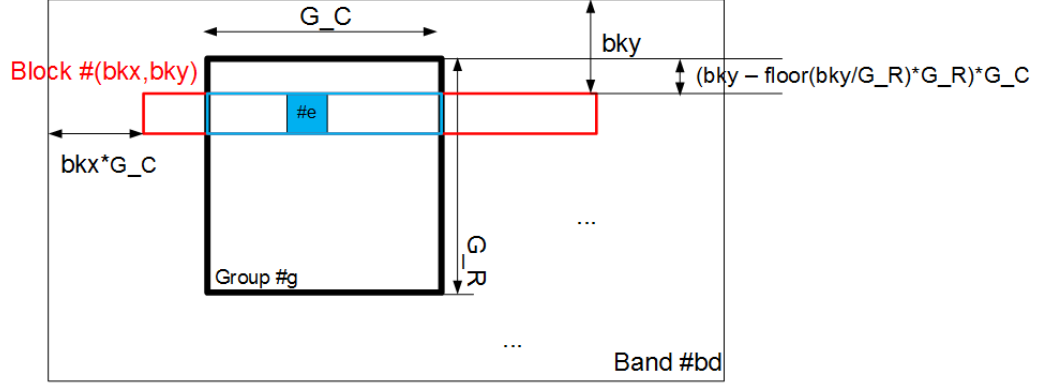 G_C
bky
Block #(bkx,bky)
(bky – floor(bky/G_R)*G_R)*G_C
#e
bkx*G_C
...
G_R
Group #g
...
Band #bd